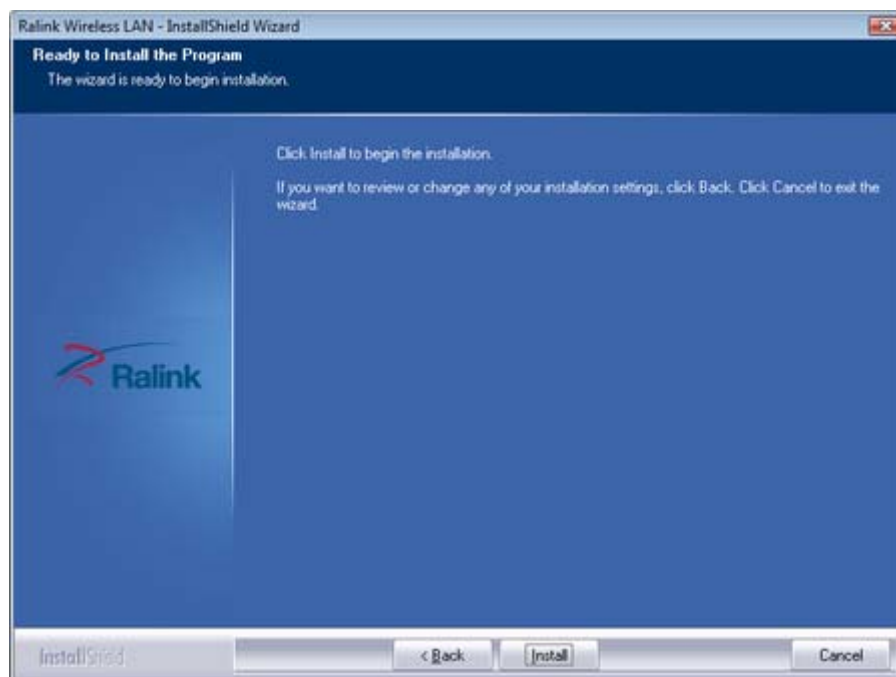 Ralink Wireless LAN - InstallShield Wizard
Ready to Install the Program
The wizard is ready to begin installation.
Click Install to begin the installation.
If you want to review or change any of your installation settings, click Back. Click Cancel to exit the
wizard.
Ralink
InstallShield
< Back
Install
Cancel